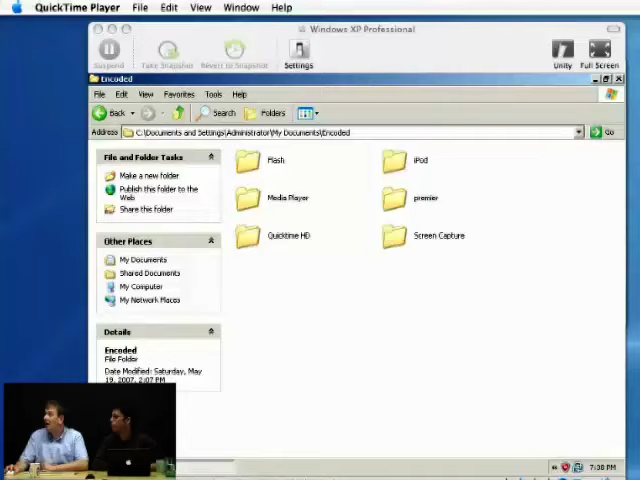 QuickTime Player File Edit View Window Help
Windows XP Professional
Suspend Take Snapshot Revert to Snapshot Settings Unity Full Screen
Encoded
File Edit View Favorites Tools Help
Back Search Folders
Address C:\Documents and Settings\Administrator\My Documents\Encoded Go
File and Folder Tasks
Make a new folder
Publish this folder to the
Web
Share this folder
Other Places
My Documents
Shared Documents
My Computer
My Network Places
Details
Encoded
File Folder
Date Modified: Saturday, May
19, 2007, 2:07 PM
Flash iPod
Media Player premier
Quicktime HD Screen Capture
7:38 PM